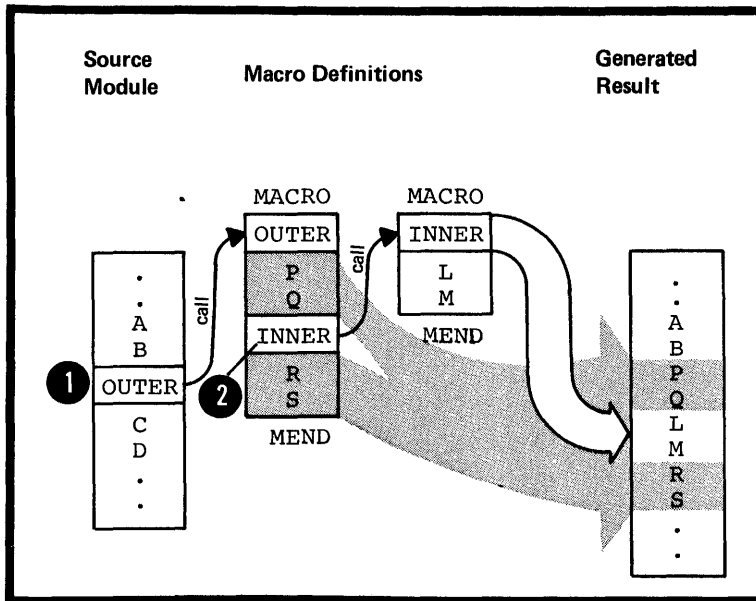 Source
Module
Macro Definitions
Generated
Result
.
.
A
B
OUTER
C
D
.
.
1
call
MACRO
OUTER
P
Q
INNER
R
S
MEND
2
call
MACRO
INNER
L
M
MEND
.
.
A
B
P
Q
L
M
R
S
.
.